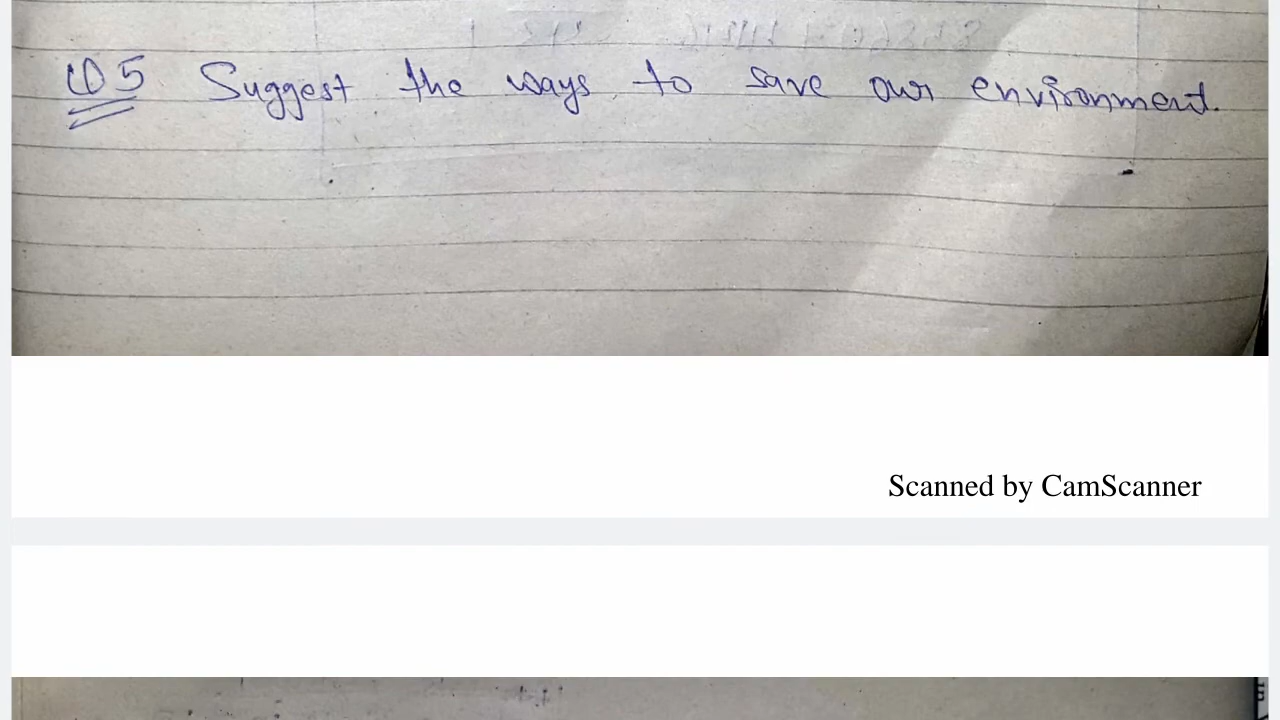 Q5 Suggest the ways to save our environment.
Scanned by CamScanner